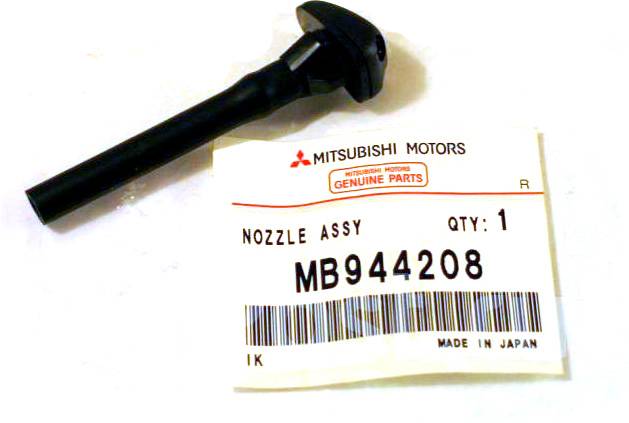 MITSUBISHI MOTORS
MITSUBISHI MOTORS
GENUINE PARTS
R
NOZZLE ASSY QTY: 1
MB944208
IK MADE IN JAPAN